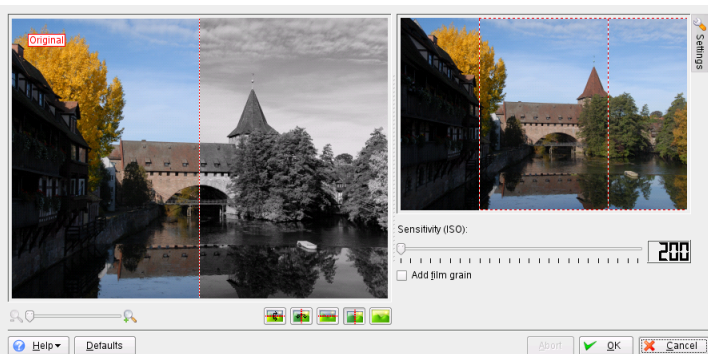 Original
Settings
Sensitivity (ISO):
200
Add film grain
Help
Defaults
Abort
OK
Cancel